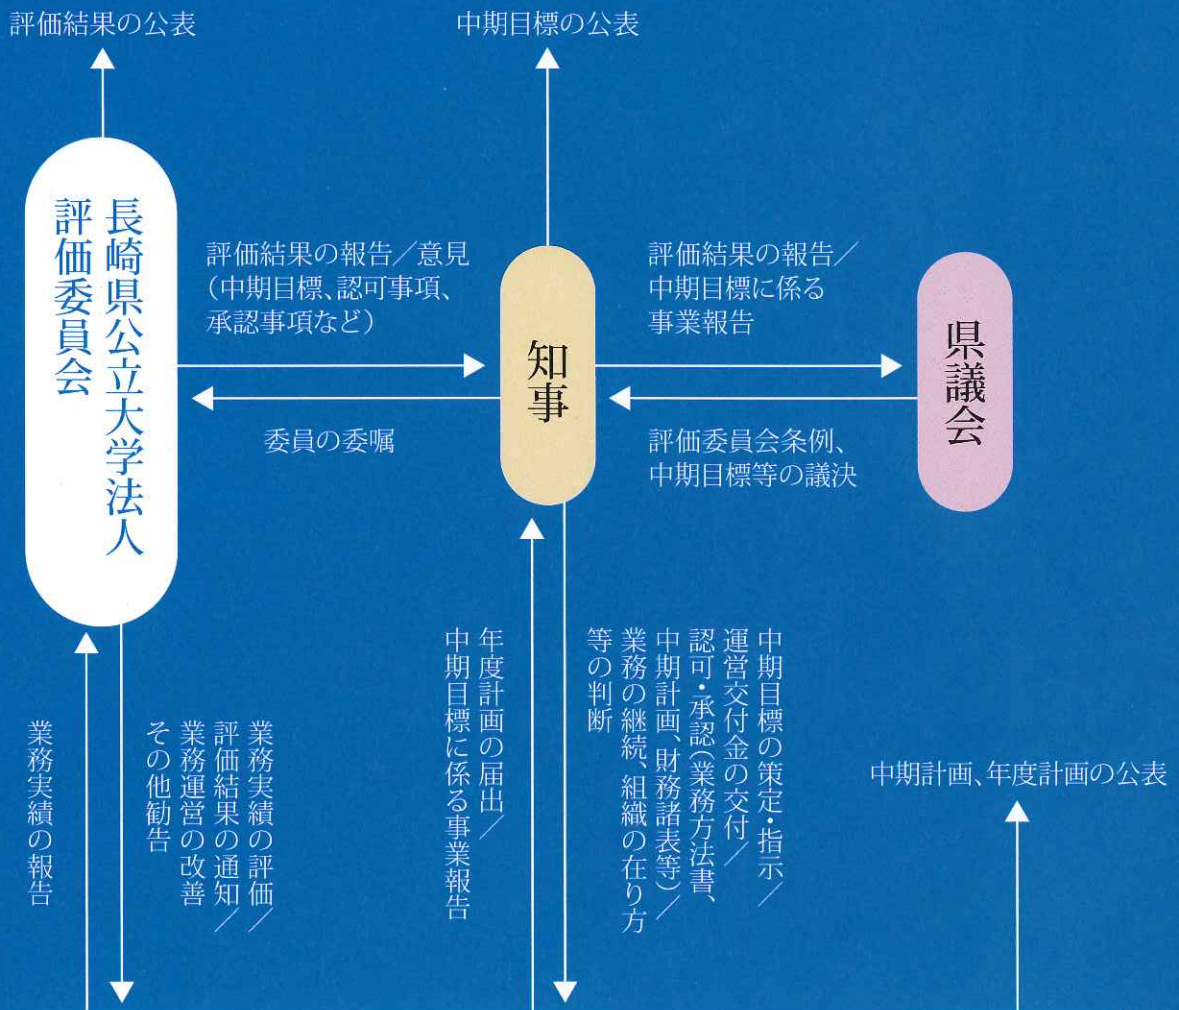 評価結果の公表
中期目標の公表
長崎県公立大学法人
評価委員会
評価結果の報告／意見
（中期目標、認可事項、
承認事項など）
委員の委嘱
知事
評価結果の報告／
中期目標に係る
事業報告
評価委員会条例、
中期目標等の議決
県議会
業務実績の報告
業務実績の評価／
評価結果の通知／
業務運営の改善
その他勧告
年度計画の届出／
中期目標に係る事業報告
中期目標の策定・指示／
運営交付金の交付／
認可・承認（業務方法書、
中期計画、財務諸表等）／
業務の継続、組織の在り方
等の判断
中期計画、年度計画の公表